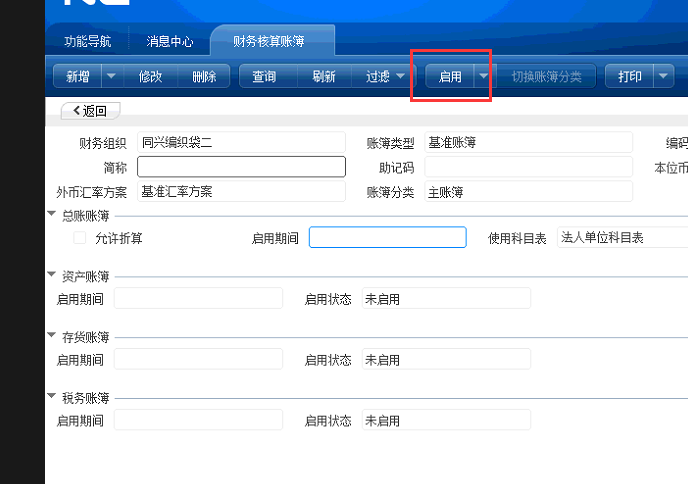 功能导航 消息中心 财务核算账簿
新增 修改 删除 查询 刷新 过滤 启用 切换账簿分类 打印
返回
财务组织 同兴编织袋二 账簿类型 基准账簿 编码
简称 助记码 本位币
外币汇率方案 基准汇率方案 账簿分类 主账簿
总账账簿
允许折算 启用期间 使用科目表 法人单位科目表
资产账簿
启用期间 启用状态 未启用
存货账簿
启用期间 启用状态 未启用
税务账簿
启用期间 启用状态 未启用